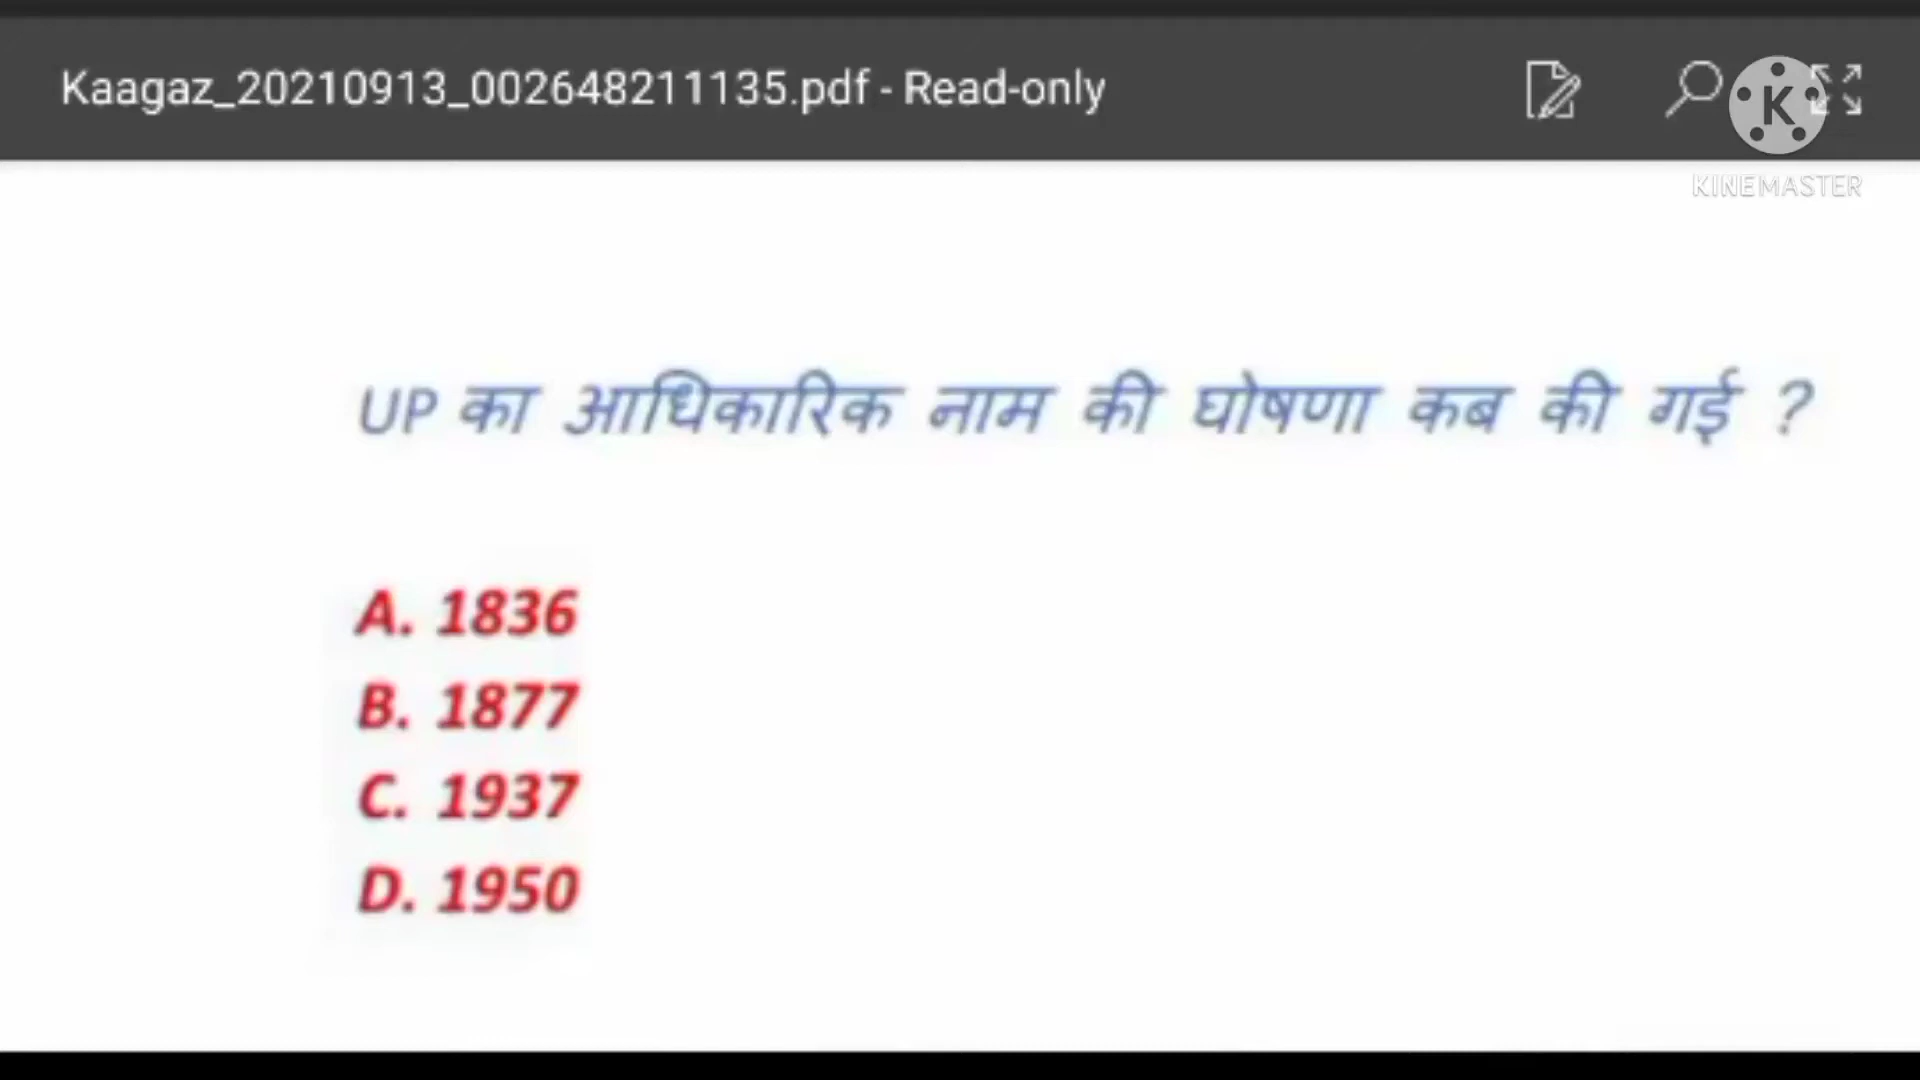 Kaagaz_20210913_002648211135.pdf - Read-only
K
KINEMASTER
UP का आधिकारिक नाम की घोषणा कब की गई ?
A. 1836
B. 1877
C. 1937
D. 1950